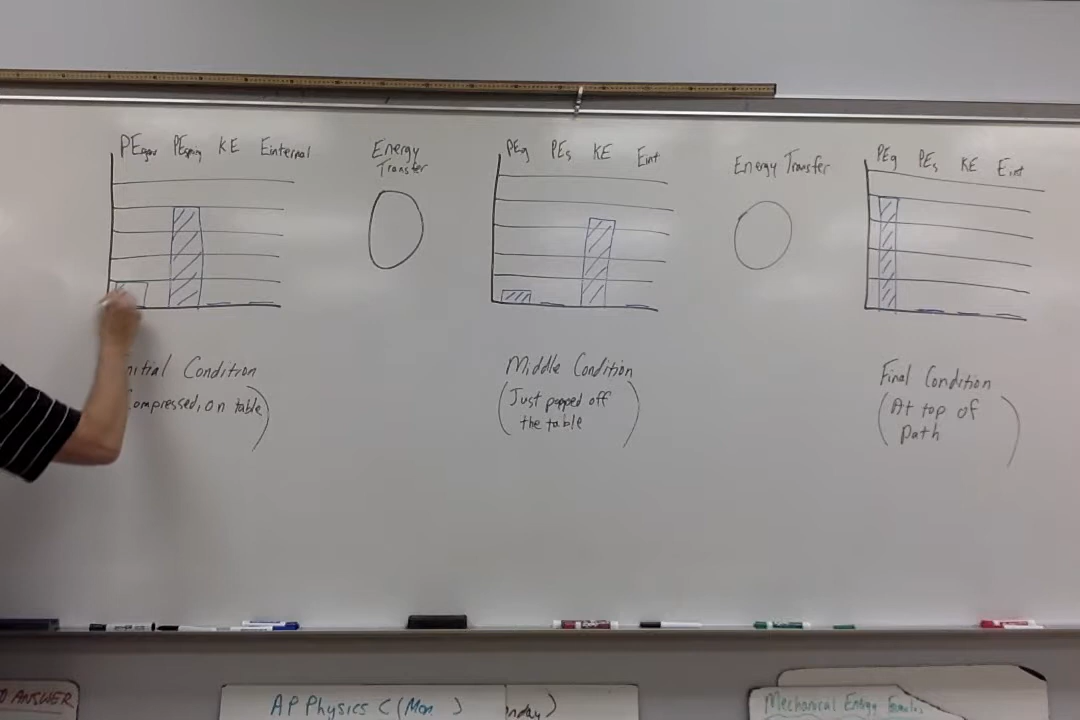 PEgrav PEspring KE Einternal
Energy
Transfer
PEg PEs KE Eint
Energy Transfer
PEg PEs KE Eint
nitial Condition
ompressed, on table)
Middle Condition
(Just popped off
the table)
Final Condition
(At top of
path)
ANSWER
AP Physics C (Mon )
nday)
Mechanical Energy Formulas